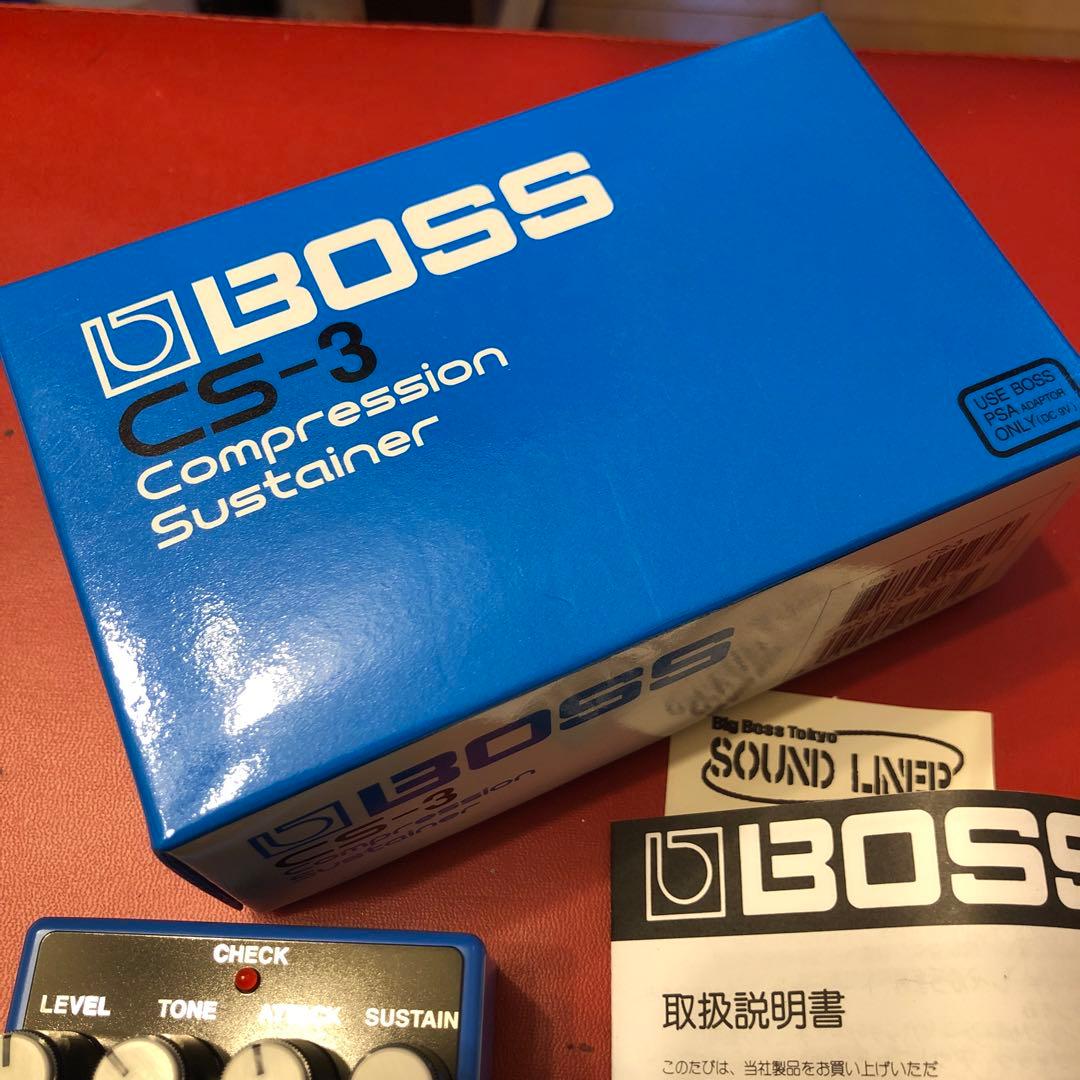 BOSS
CS-3
Compression
Sustainer
USE BOSS
PSA ADAPTOR
ONLY(DC 9V)
BOSS
CS-3
Compression
Sustainer
Big Boss Tokyo
SOUND LINER
BOSS
取扱説明書
このたびは、当社製品をお買い上げいただ
CHECK
LEVEL TONE ATTACK SUSTAIN